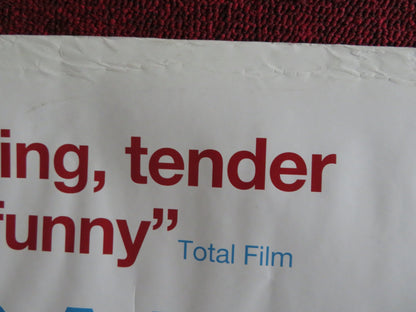 ing, tender
funny”
Total Film